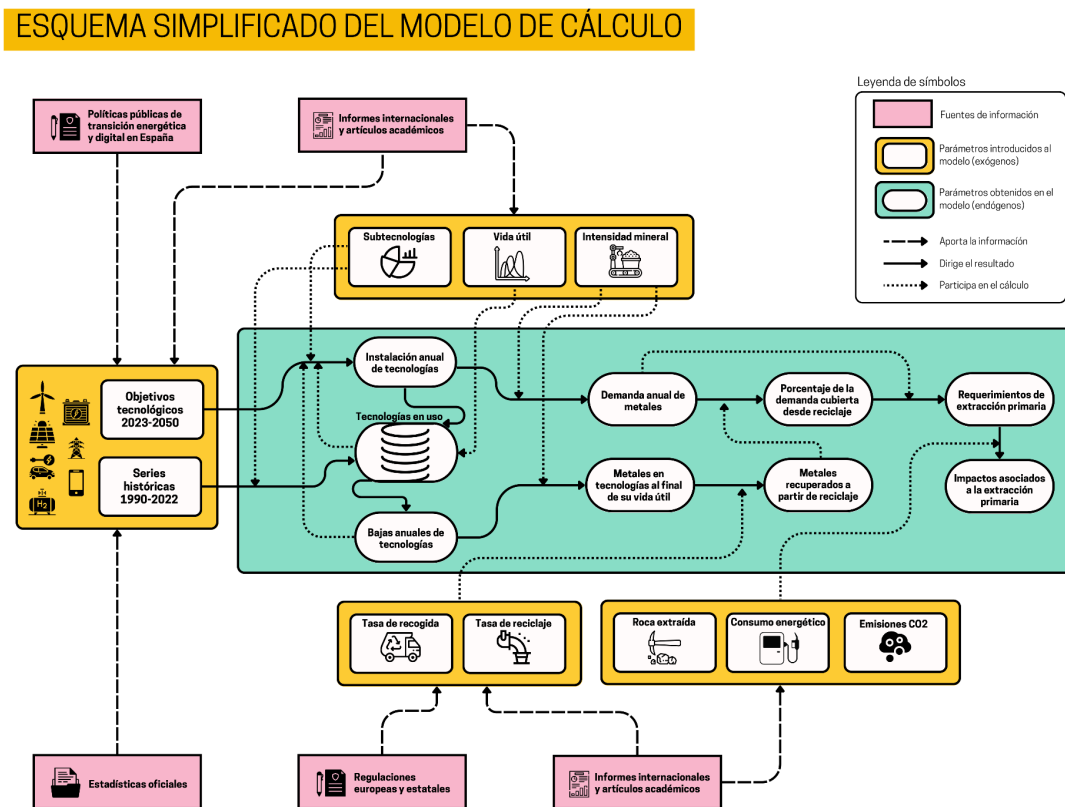 ESQUEMA SIMPLIFICADO DEL MODELO DE CÁLCULO
Leyenda de símbolos
Fuentes de información
Parámetros introducidos al
modelo (exógenos)
Parámetros obtenidos en el
modelo (endógenos)
Aporta la información
Dirige el resultado
Participa en el cálculo
Políticas públicas de
transición energética
y digital en España
Informes internacionales
y artículos académicos
Subtecnologías
Vida útil
Intensidad mineral
Objetivos
tecnológicos
2023-2050
Series
históricas
1990-2022
H2
Instalación anual
de tecnologías
Tecnologías en uso
Bajas anuales de
tecnologías
Demanda anual de
metales
Porcentaje de la
demanda cubierta
desde reciclaje
Requerimientos de
extracción primaria
Metales en
tecnologías al final
de su vida útil
Metales
recuperados a
partir de reciclaje
Impactos asociados
a la extracción
primaria
Tasa de recogida
Tasa de reciclaje
Roca extraída
Consumo energético
Emisiones CO2
Estadísticas oficiales
Regulaciones
europeas y estatales
Informes internacionales
y artículos académicos